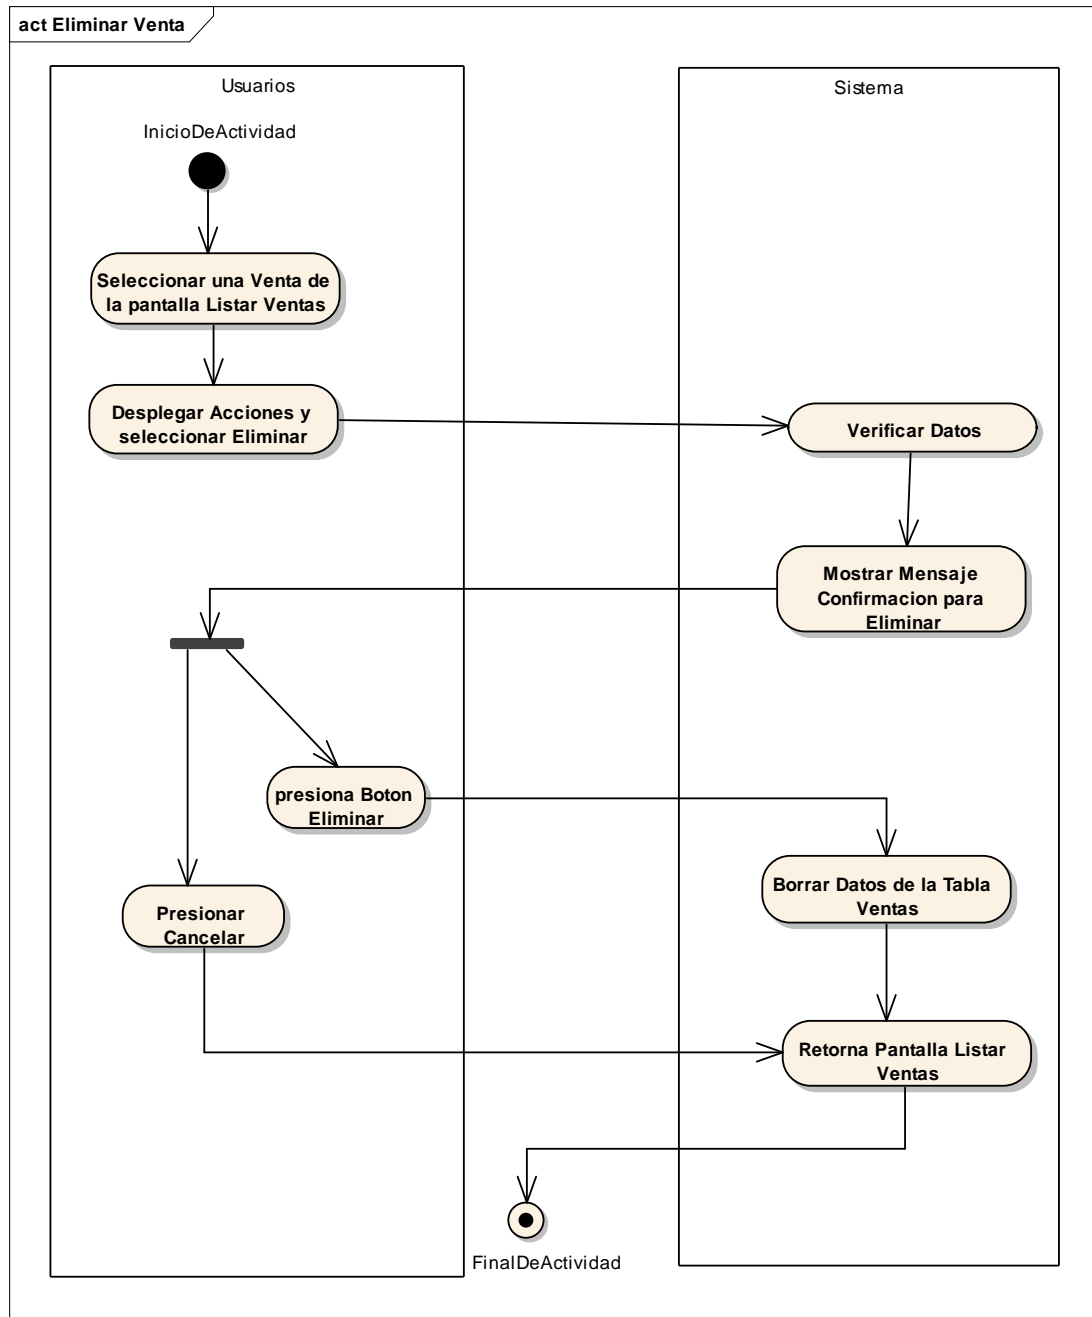 act Eliminar Venta
Usuarios
Sistema
InicioDeActividad
Seleccionar una Venta de
la pantalla Listar Ventas
Desplegar Acciones y
seleccionar Eliminar
Verificar Datos
Mostrar Mensaje
Confirmacion para
Eliminar
presiona Boton
Eliminar
Borrar Datos de la Tabla
Ventas
Presionar
Cancelar
Retorna Pantalla Listar
Ventas
FinalDeActividad